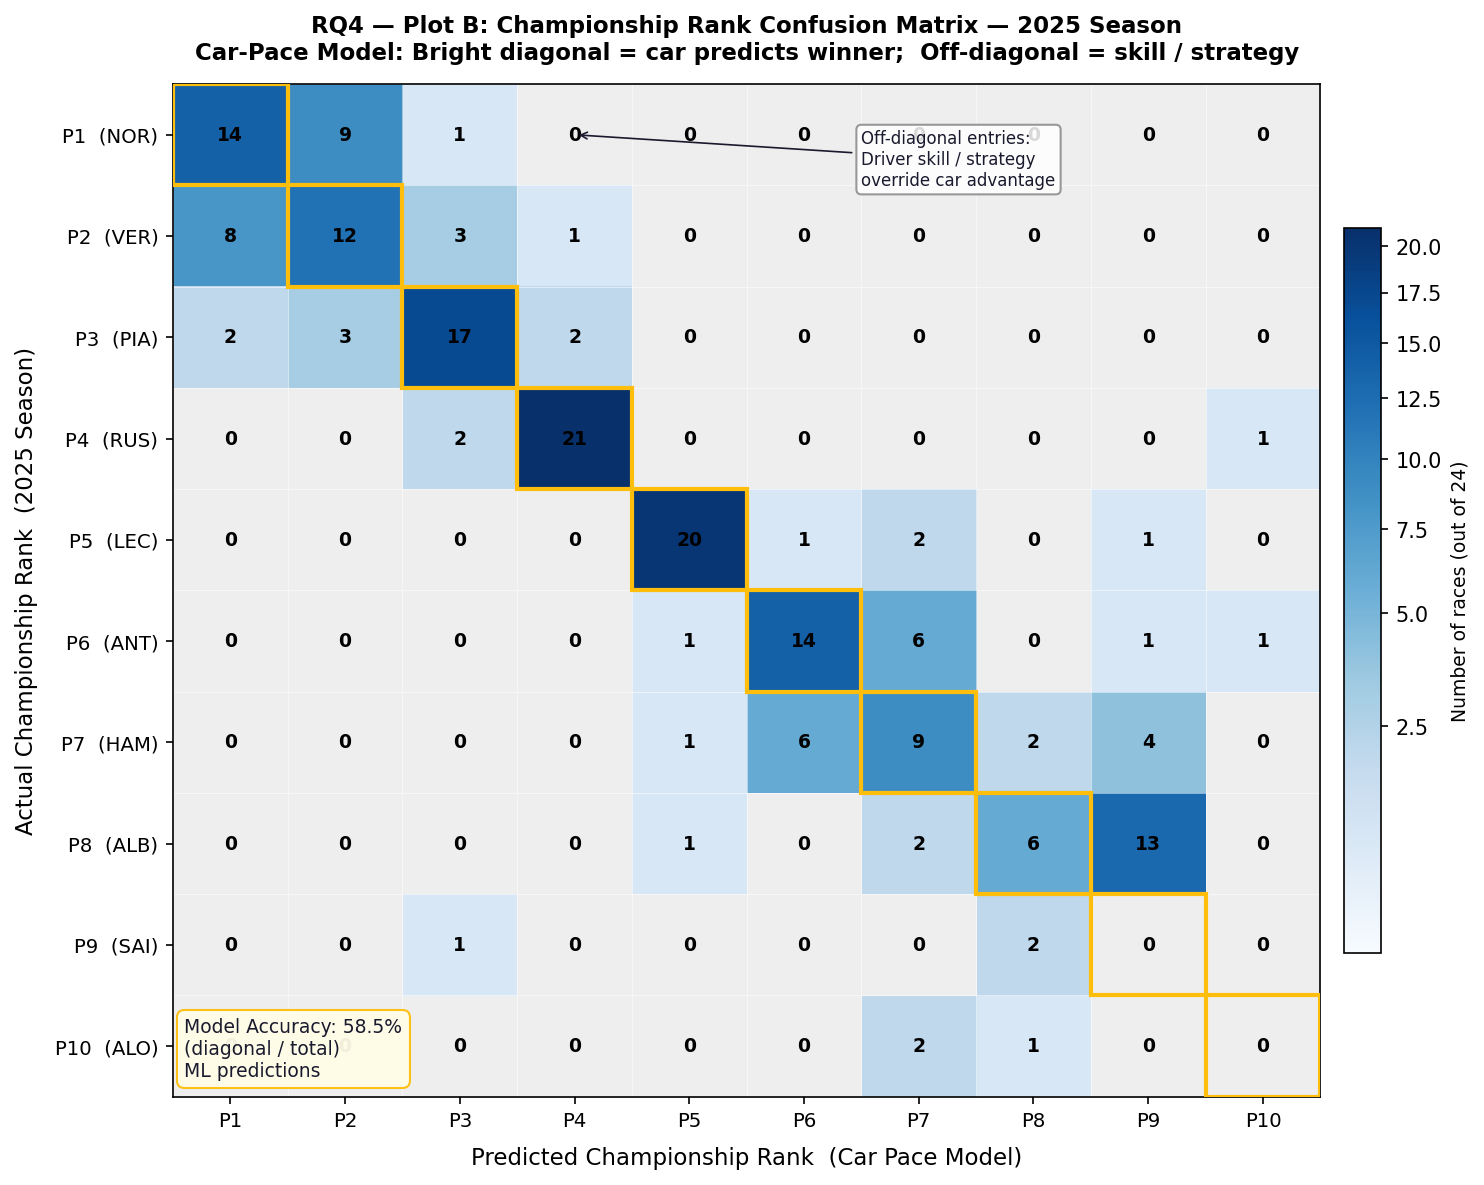 RQ4 — Plot B: Championship Rank Confusion Matrix — 2025 Season
Car-Pace Model: Bright diagonal = car predicts winner;  Off-diagonal = skill / strategy
P1 (NOR) 14 9 1 0 0 0 0 0 0 0
Off-diagonal entries:
Driver skill / strategy
override car advantage
P2 (VER) 8 12 3 1 0 0 0 0 0 0
P3 (PIA) 2 3 17 2 0 0 0 0 0 0
P4 (RUS) 0 0 2 21 0 0 0 0 0 1
P5 (LEC) 0 0 0 0 20 1 2 0 1 0
P6 (ANT) 0 0 0 0 1 14 6 0 1 1
P7 (HAM) 0 0 0 0 1 6 9 2 4 0
P8 (ALB) 0 0 0 0 1 0 2 6 13 0
P9 (SAI) 0 0 1 0 0 0 0 2 0 0
P10 (ALO) 0 0 0 0 0 0 2 1 0 0
Model Accuracy: 58.5%
(diagonal / total)
ML predictions
P1 P2 P3 P4 P5 P6 P7 P8 P9 P10
Predicted Championship Rank (Car Pace Model)
Actual Championship Rank (2025 Season)
20.0
17.5
15.0
12.5
10.0
7.5
5.0
2.5
Number of races (out of 24)